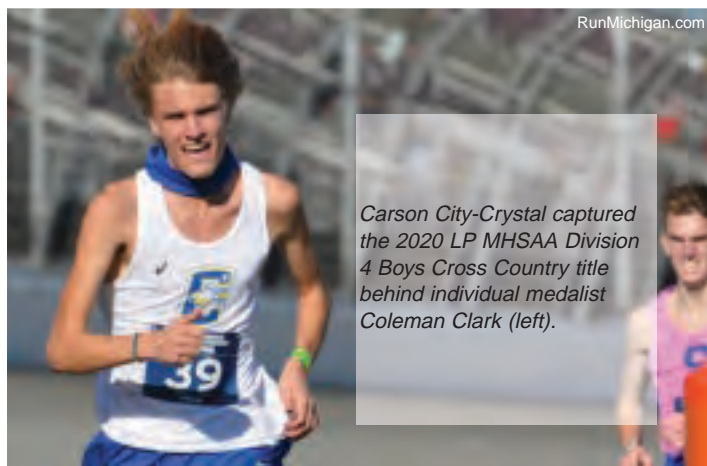 RunMichigan.com
Carson City-Crystal captured
the 2020 LP MHSAA Division
4 Boys Cross Country title
behind individual medalist
Coleman Clark (left).
C
39